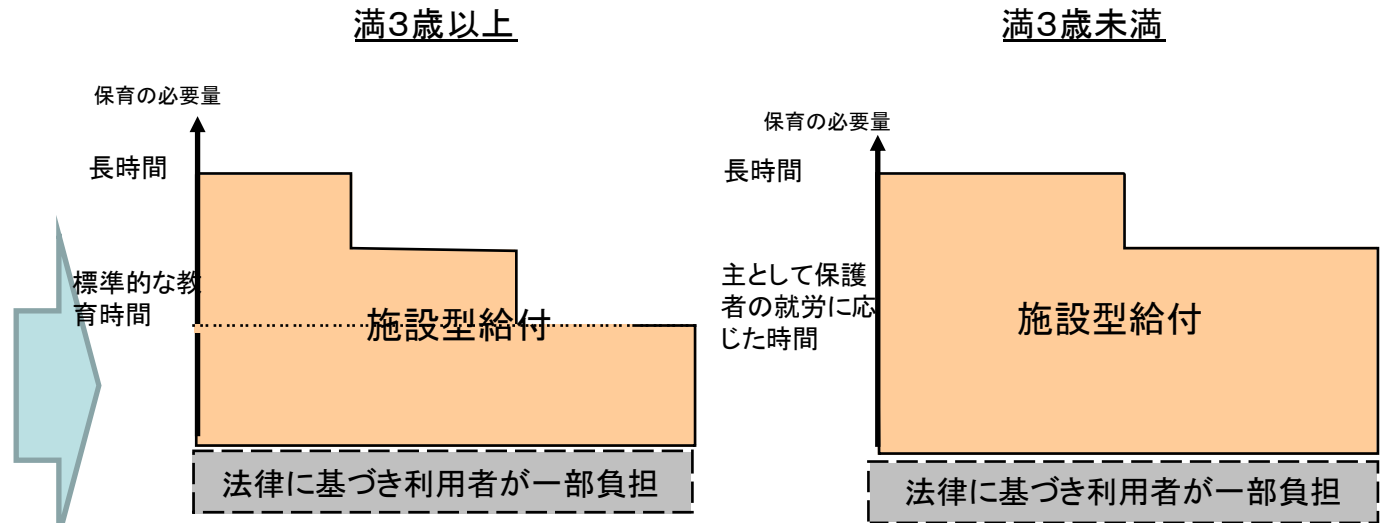 満３歳以上
保育の必要量
長時間
標準的な教
育時間
施設型給付
法律に基づき利用者が一部負担
満３歳未満
保育の必要量
長時間
主として保護
者の就労に応
じた時間
施設型給付
法律に基づき利用者が一部負担